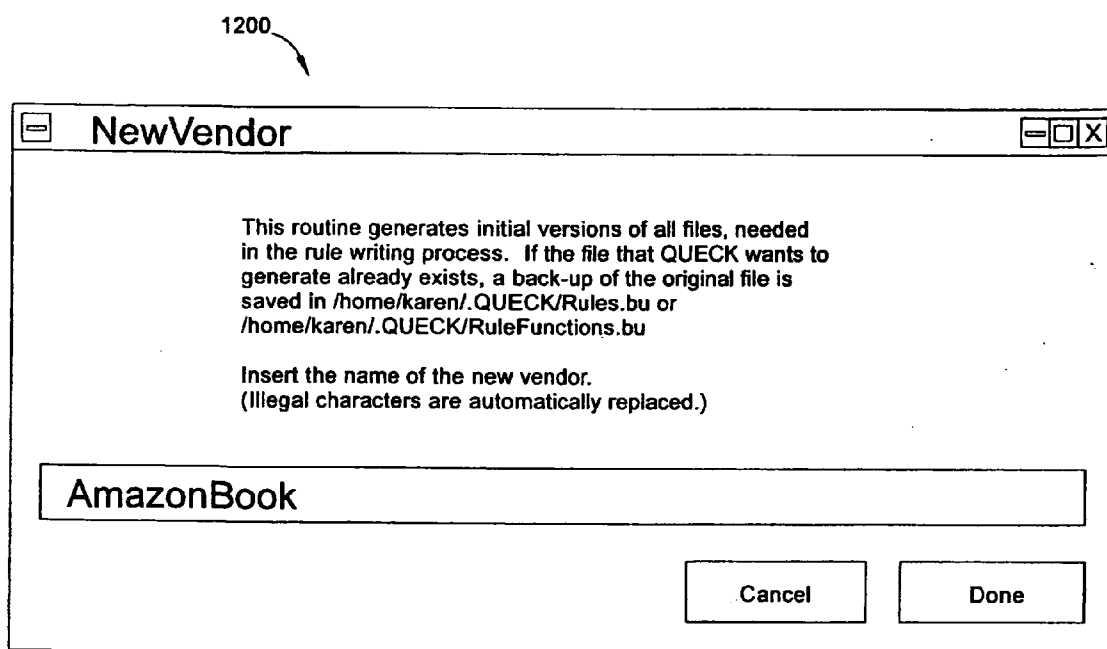 1200
NewVendor
This routine generates initial versions of all files, needed
in the rule writing process. If the file that QUECK wants to
generate already exists, a back-up of the original file is
saved in /home/karen/.QUECK/Rules.bu or
/home/karen/.QUECK/RuleFunctions.bu
Insert the name of the new vendor.
(Illegal characters are automatically replaced.)
AmazonBook
Cancel Done